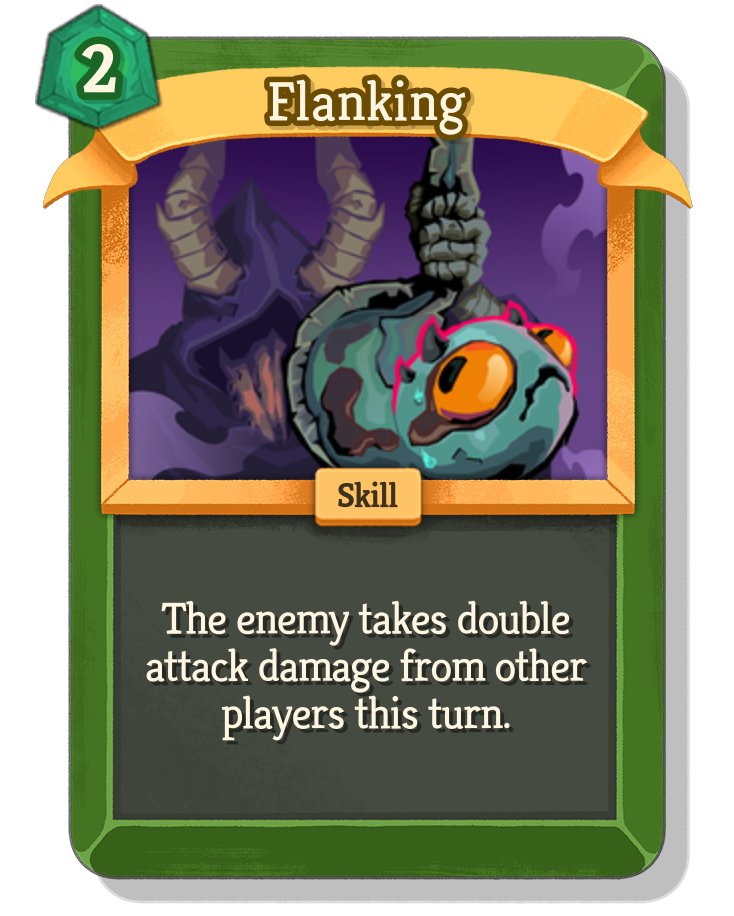 2
Flanking
Skill
The enemy takes double
attack damage from other
players this turn.